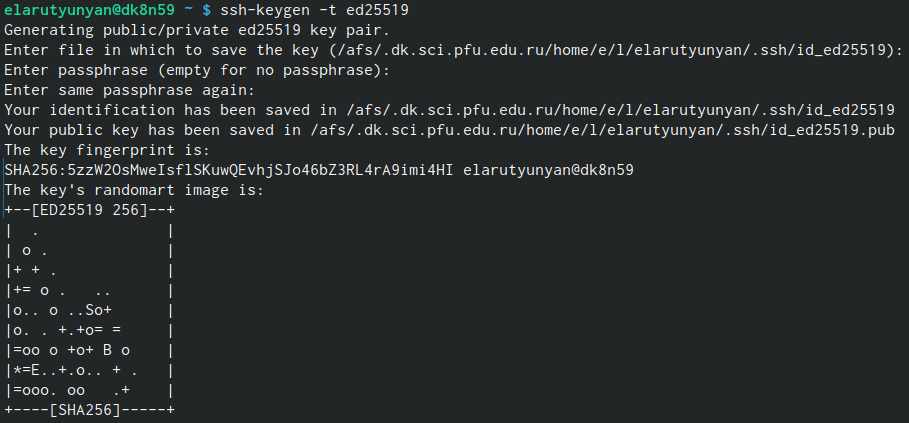 elarutyunyan@dk8n59 ~ $ ssh-keygen -t ed25519
Generating public/private ed25519 key pair.
Enter file in which to save the key (/afs/.dk.sci.pfu.edu.ru/home/e/l/elarutyunyan/.ssh/id_ed25519):
Enter passphrase (empty for no passphrase):
Enter same passphrase again:
Your identification has been saved in /afs/.dk.sci.pfu.edu.ru/home/e/l/elarutyunyan/.ssh/id_ed25519
Your public key has been saved in /afs/.dk.sci.pfu.edu.ru/home/e/l/elarutyunyan/.ssh/id_ed25519.pub
The key fingerprint is:
SHA256:5zzW2OsMweIsflSKuwQEvhjSJo46bZ3RL4rA9imi4HI elarutyunyan@dk8n59
The key's randomart image is:
+--[ED25519 256]--+
|  .              |
| o .             |
|+ + .            |
|+= o .   ..      |
|o.. o ..So+      |
|o. . +.+o= =     |
|=oo o +o+ B o    |
|*=E..+.o.. + .   |
|=ooo. oo   .+    |
+----[SHA256]-----+